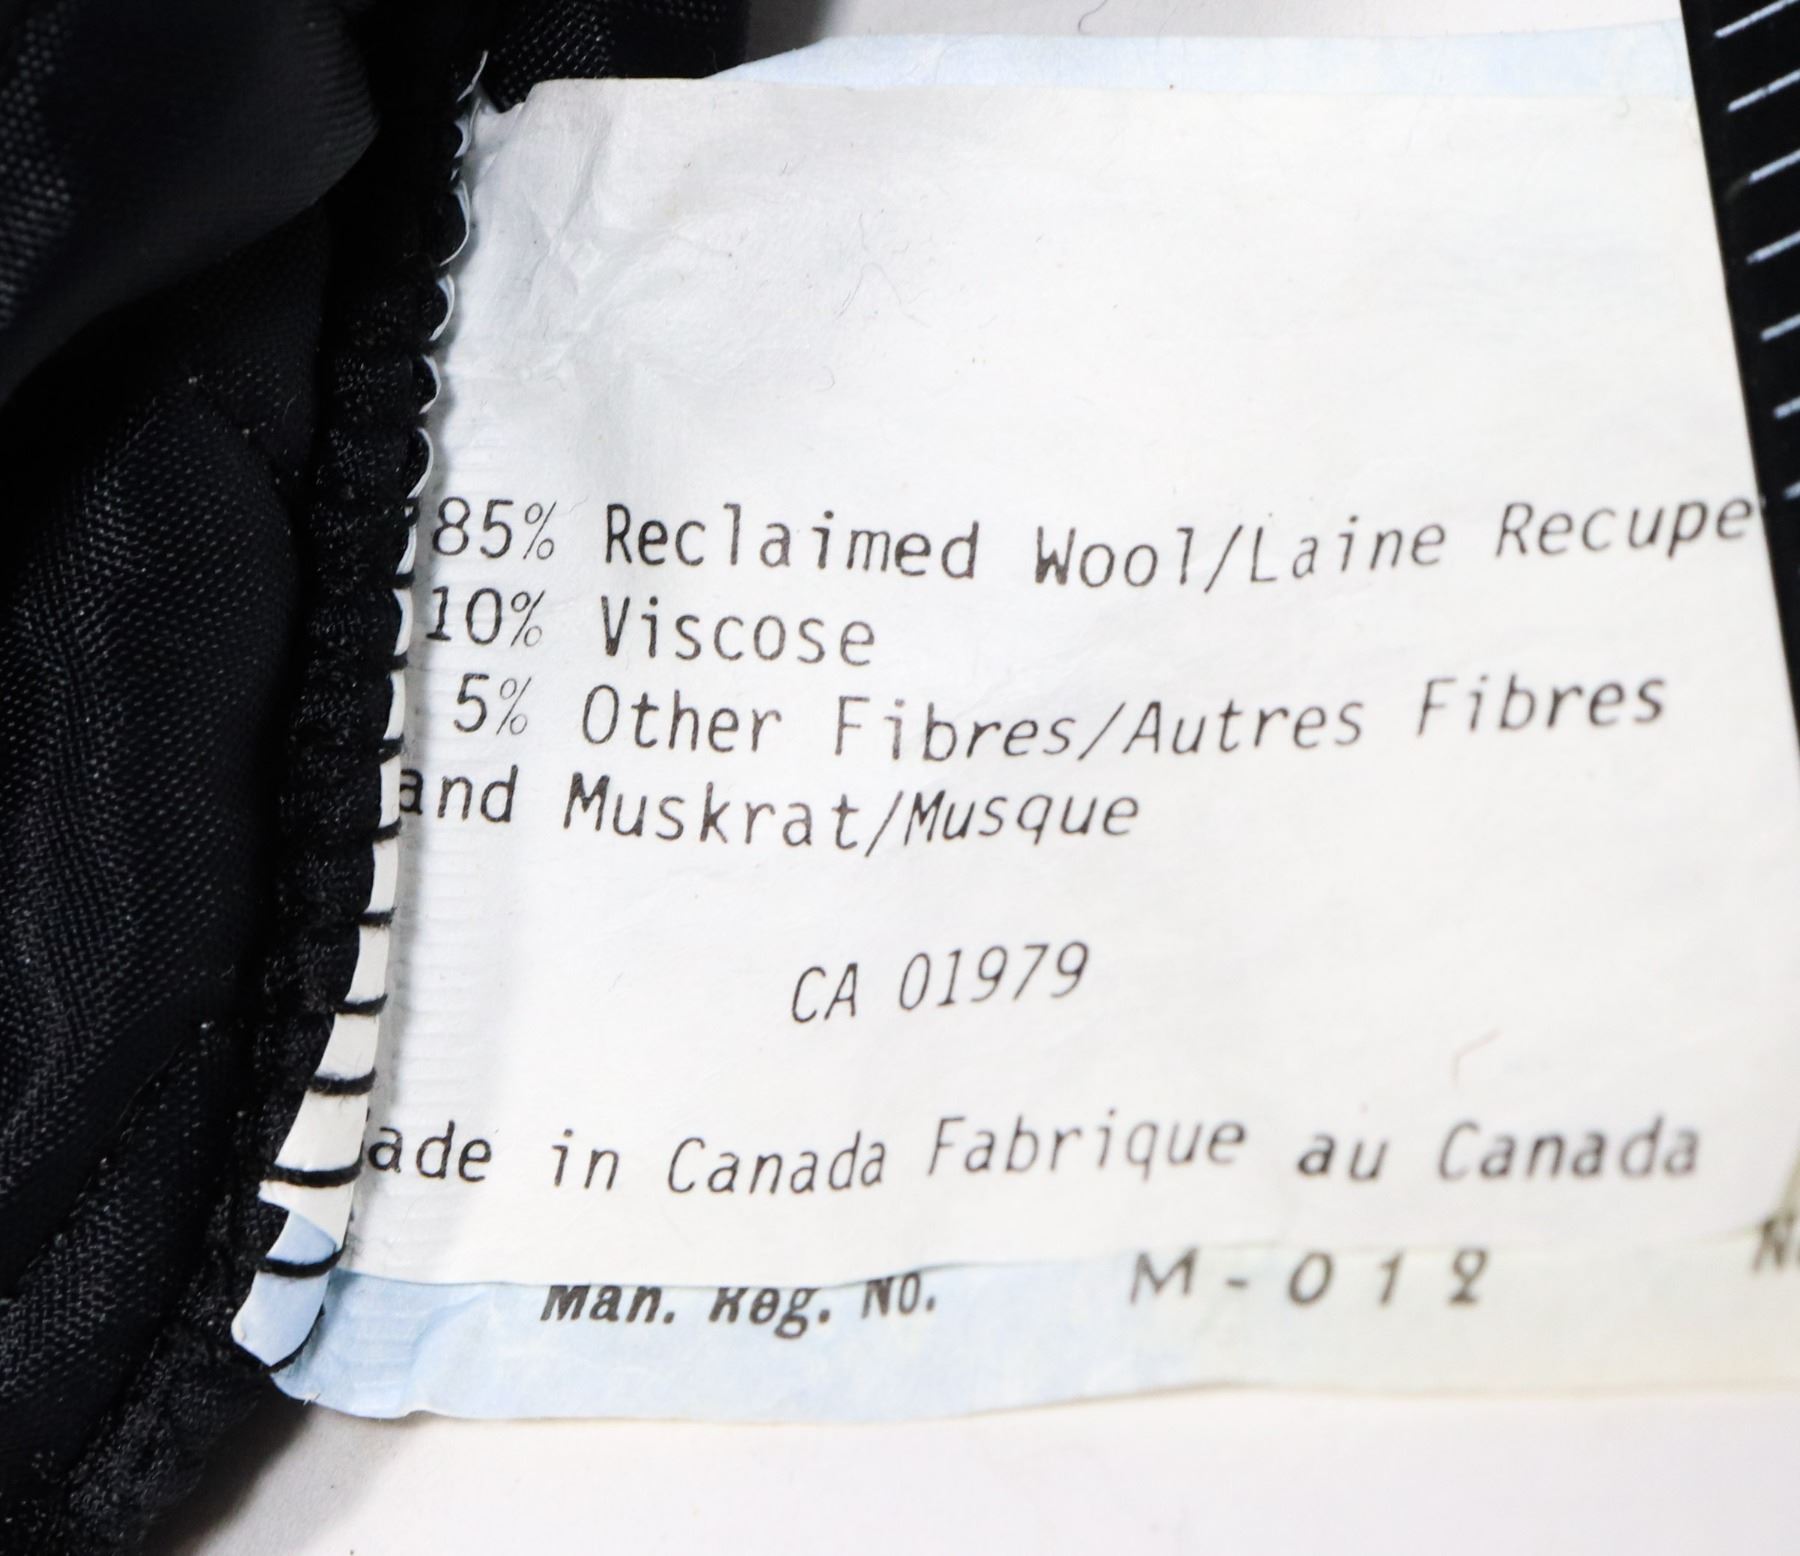 85% Reclaimed Wool/Laine Recupe
10% Viscose
5% Other Fibres/Autres Fibres
and Muskrat/Musque
CA 01979
ade in Canada Fabrique au Canada
Man. Reg. No. M-012